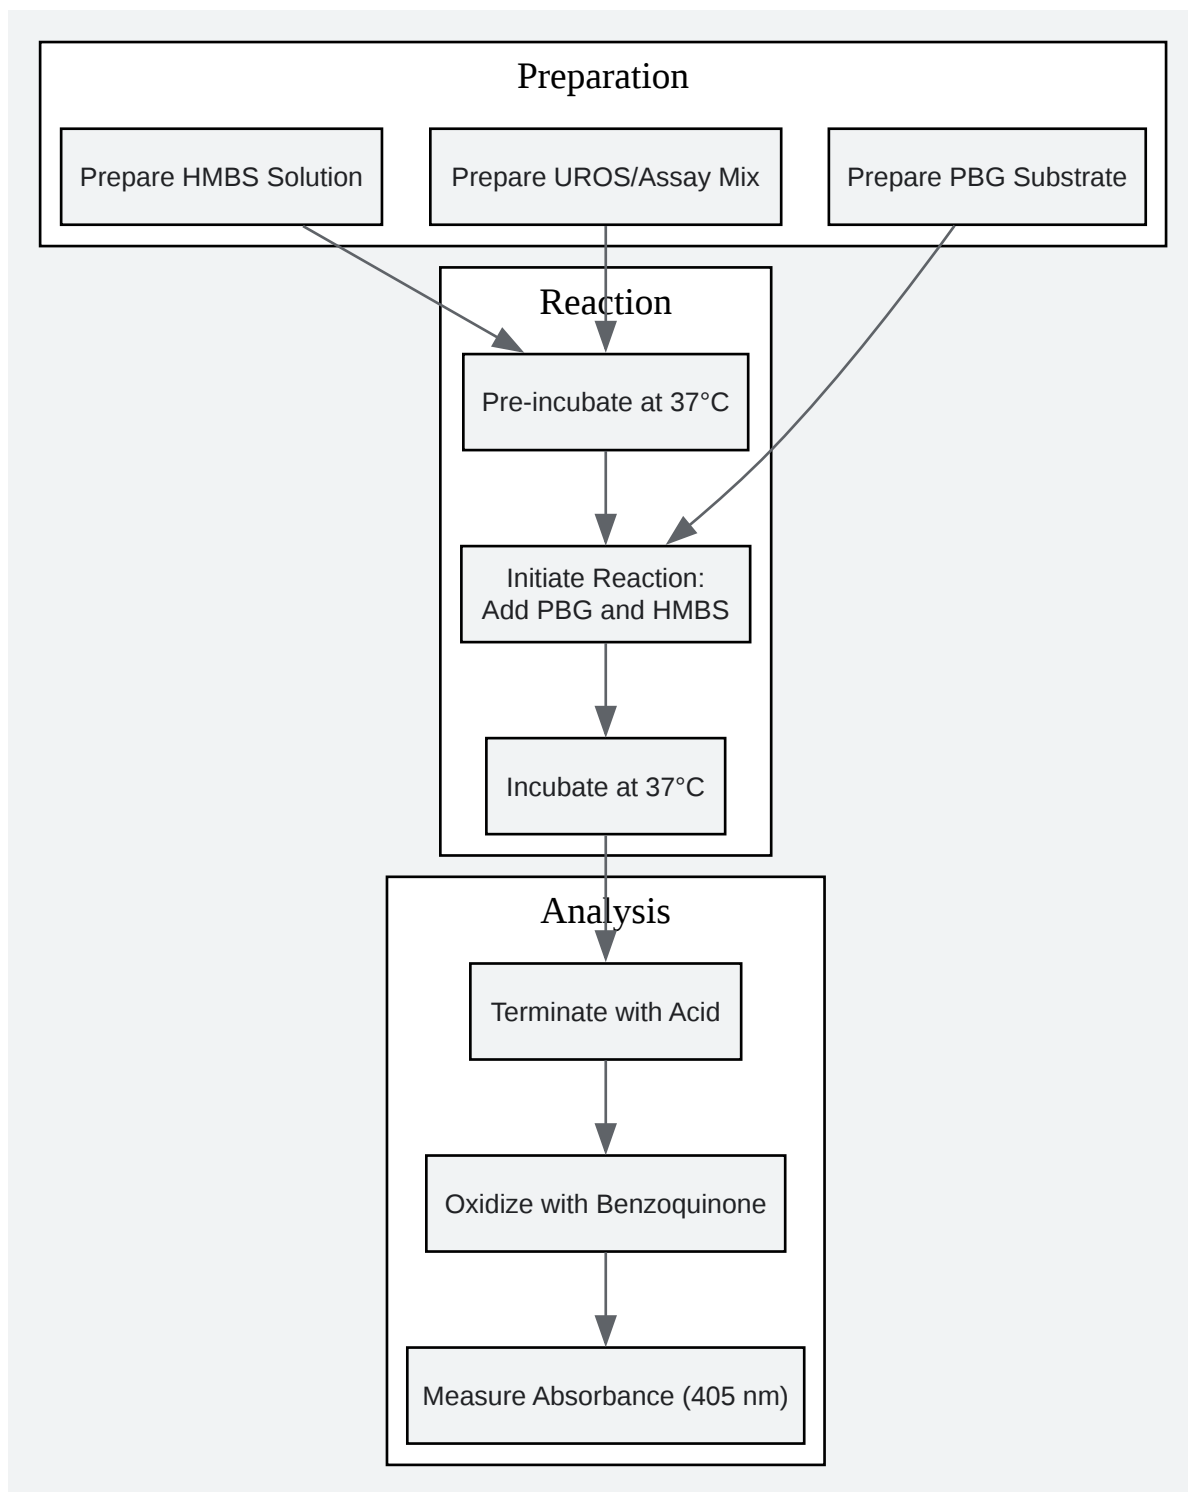 Preparation
Prepare HMBS Solution
Prepare UROS/Assay Mix
Prepare PBG Substrate
Reaction
Pre-incubate at 37°C
Initiate Reaction:
Add PBG and HMBS
Incubate at 37°C
Analysis
Terminate with Acid
Oxidize with Benzoquinone
Measure Absorbance (405 nm)